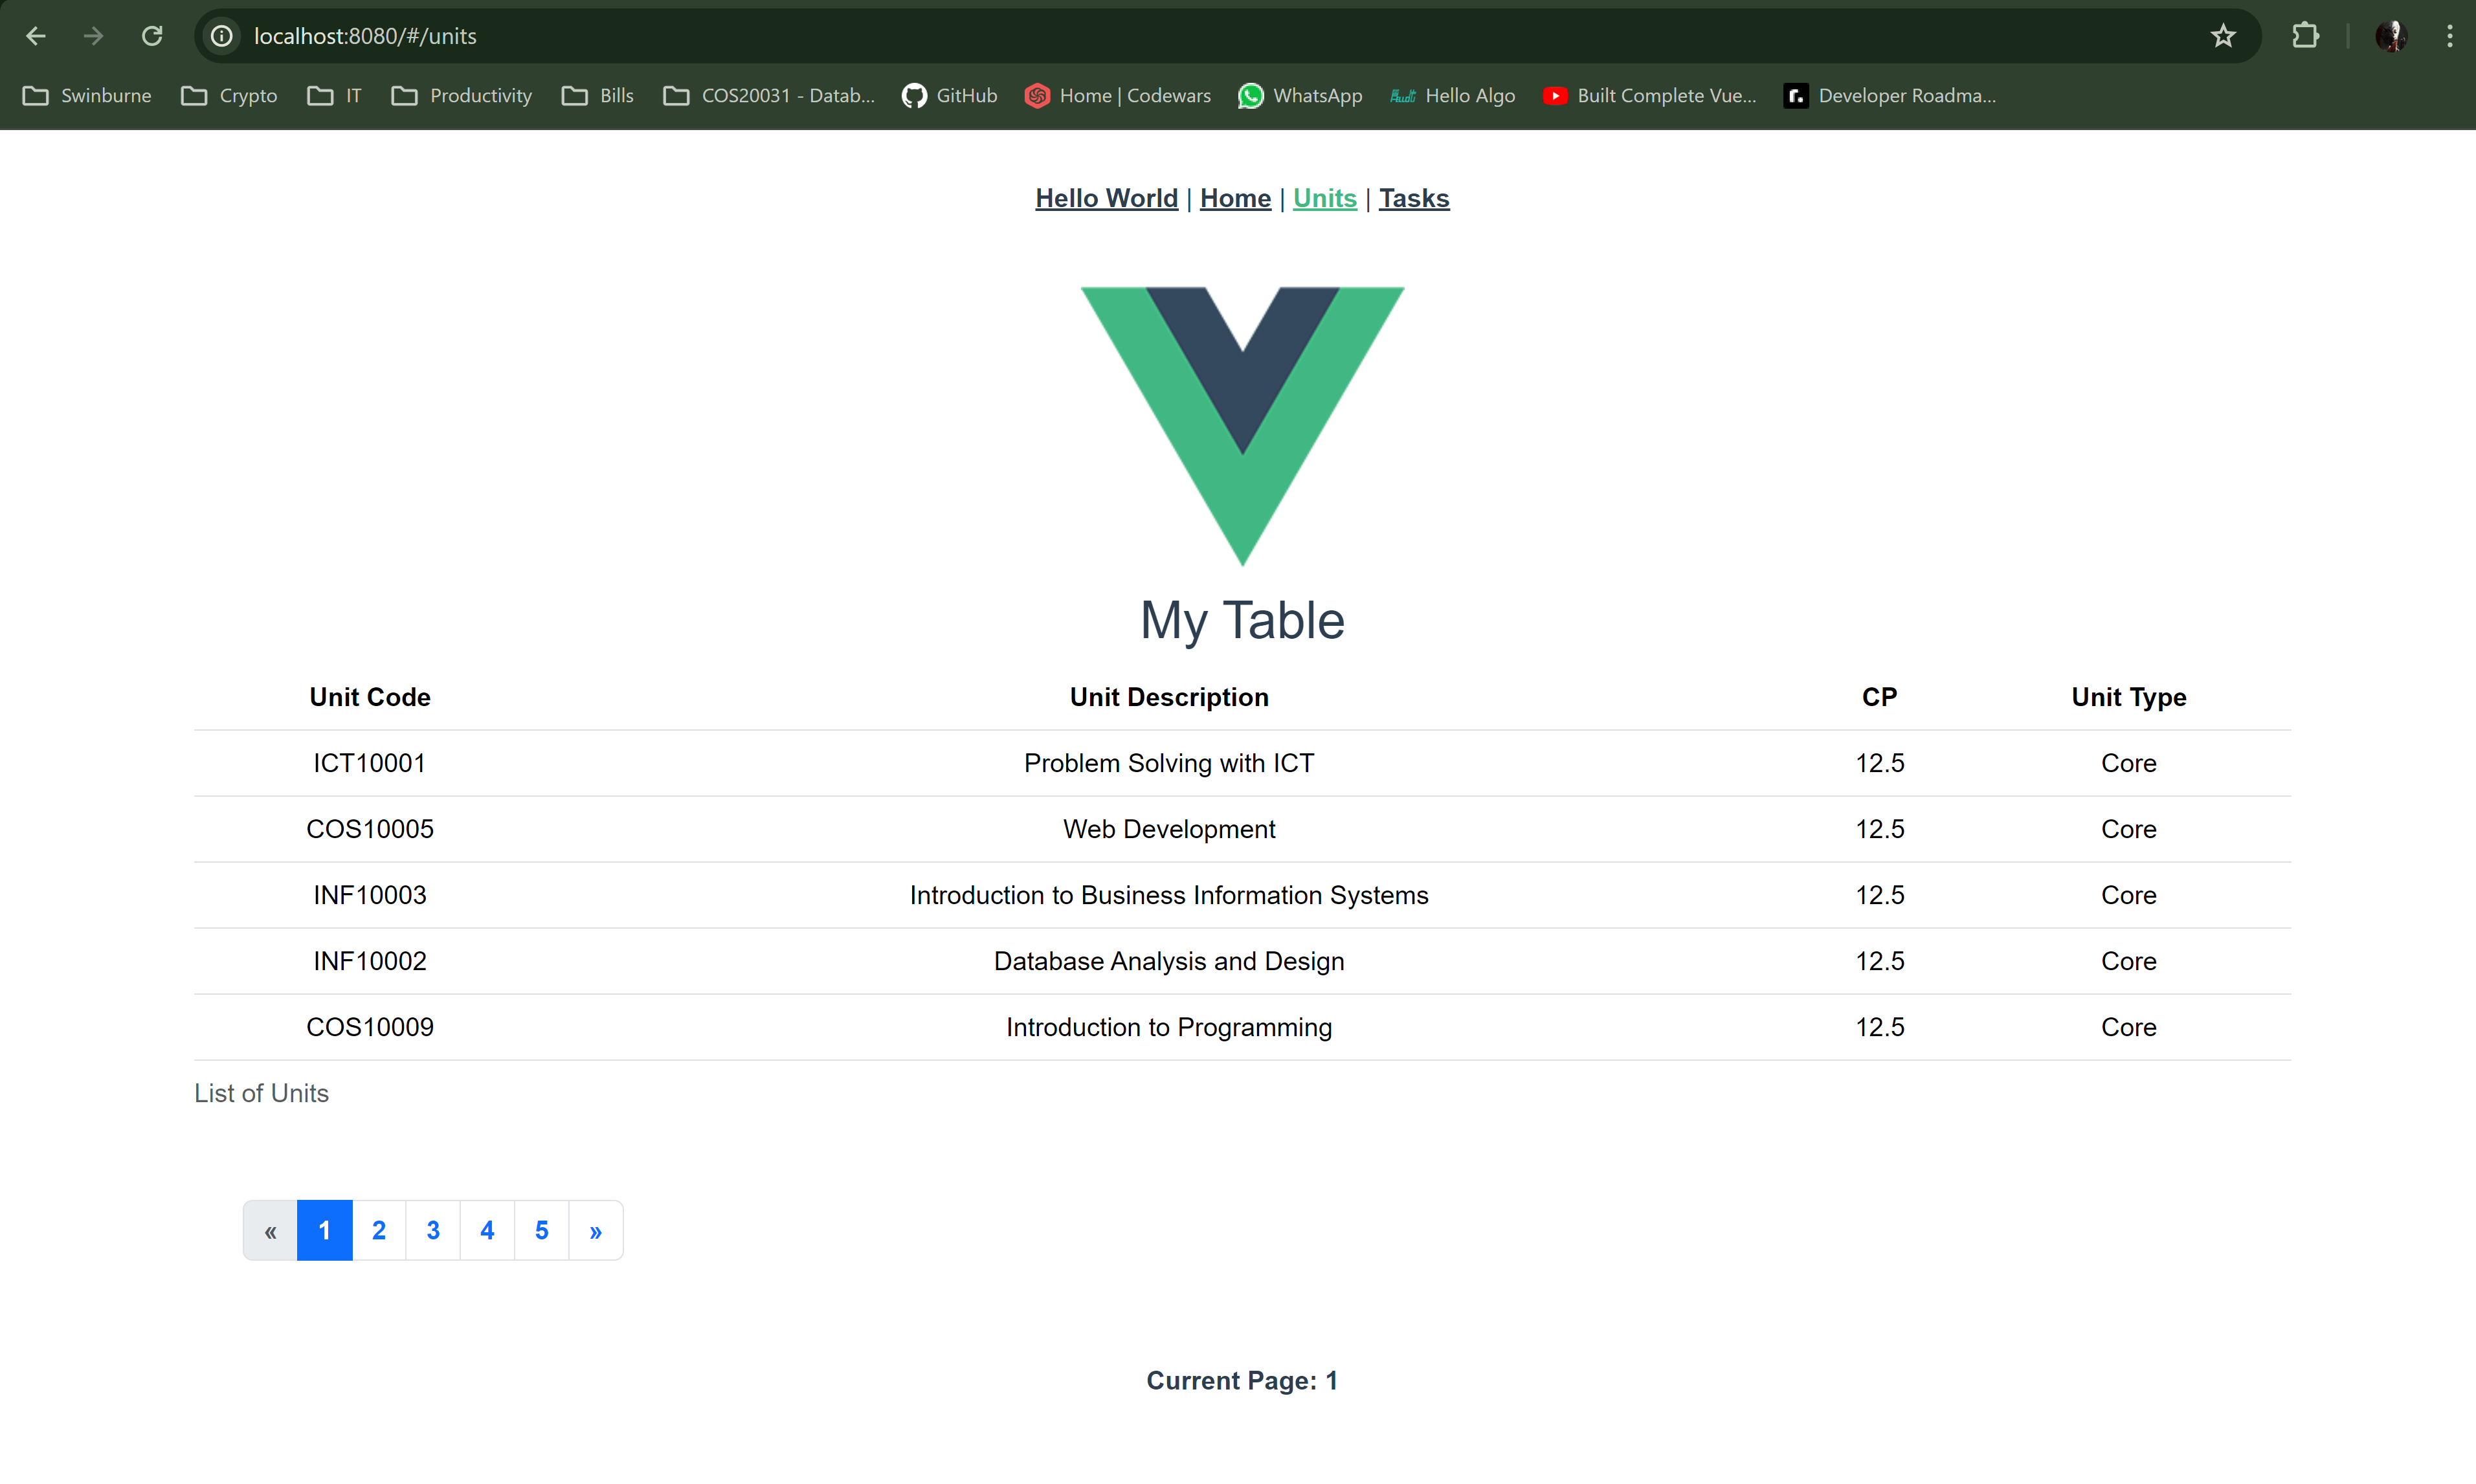 localhost:8080/#/units
Swinburne Crypto IT Productivity Bills COS20031 - Datab... GitHub Home | Codewars WhatsApp Hello Algo Built Complete Vue... r. Developer Roadma...
Hello World | Home | Units | Tasks
My Table
Unit Code Unit Description CP Unit Type
ICT10001 Problem Solving with ICT 12.5 Core
COS10005 Web Development 12.5 Core
INF10003 Introduction to Business Information Systems 12.5 Core
INF10002 Database Analysis and Design 12.5 Core
COS10009 Introduction to Programming 12.5 Core
List of Units
« 1 2 3 4 5 »
Current Page: 1